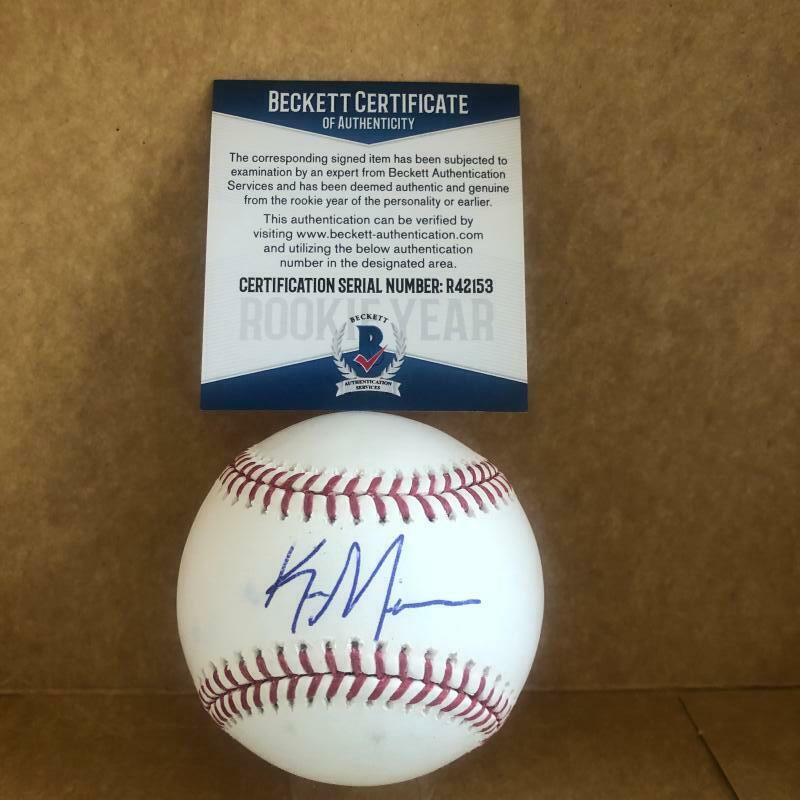 BECKETT CERTIFICATE
OF AUTHENTICITY
The corresponding signed item has been subjected to
examination by an expert from Beckett Authentication
Services and has been deemed authentic and genuine
from the rookie year of the personality or earlier.
This authentication can be verified by
visiting www.beckett-authentication.com
and utilizing the below authentication
number in the designated area.
CERTIFICATION SERIAL NUMBER: R42153
ROOKIE YEAR
BECKETT
B
AUTHENTICATION
SERVICES